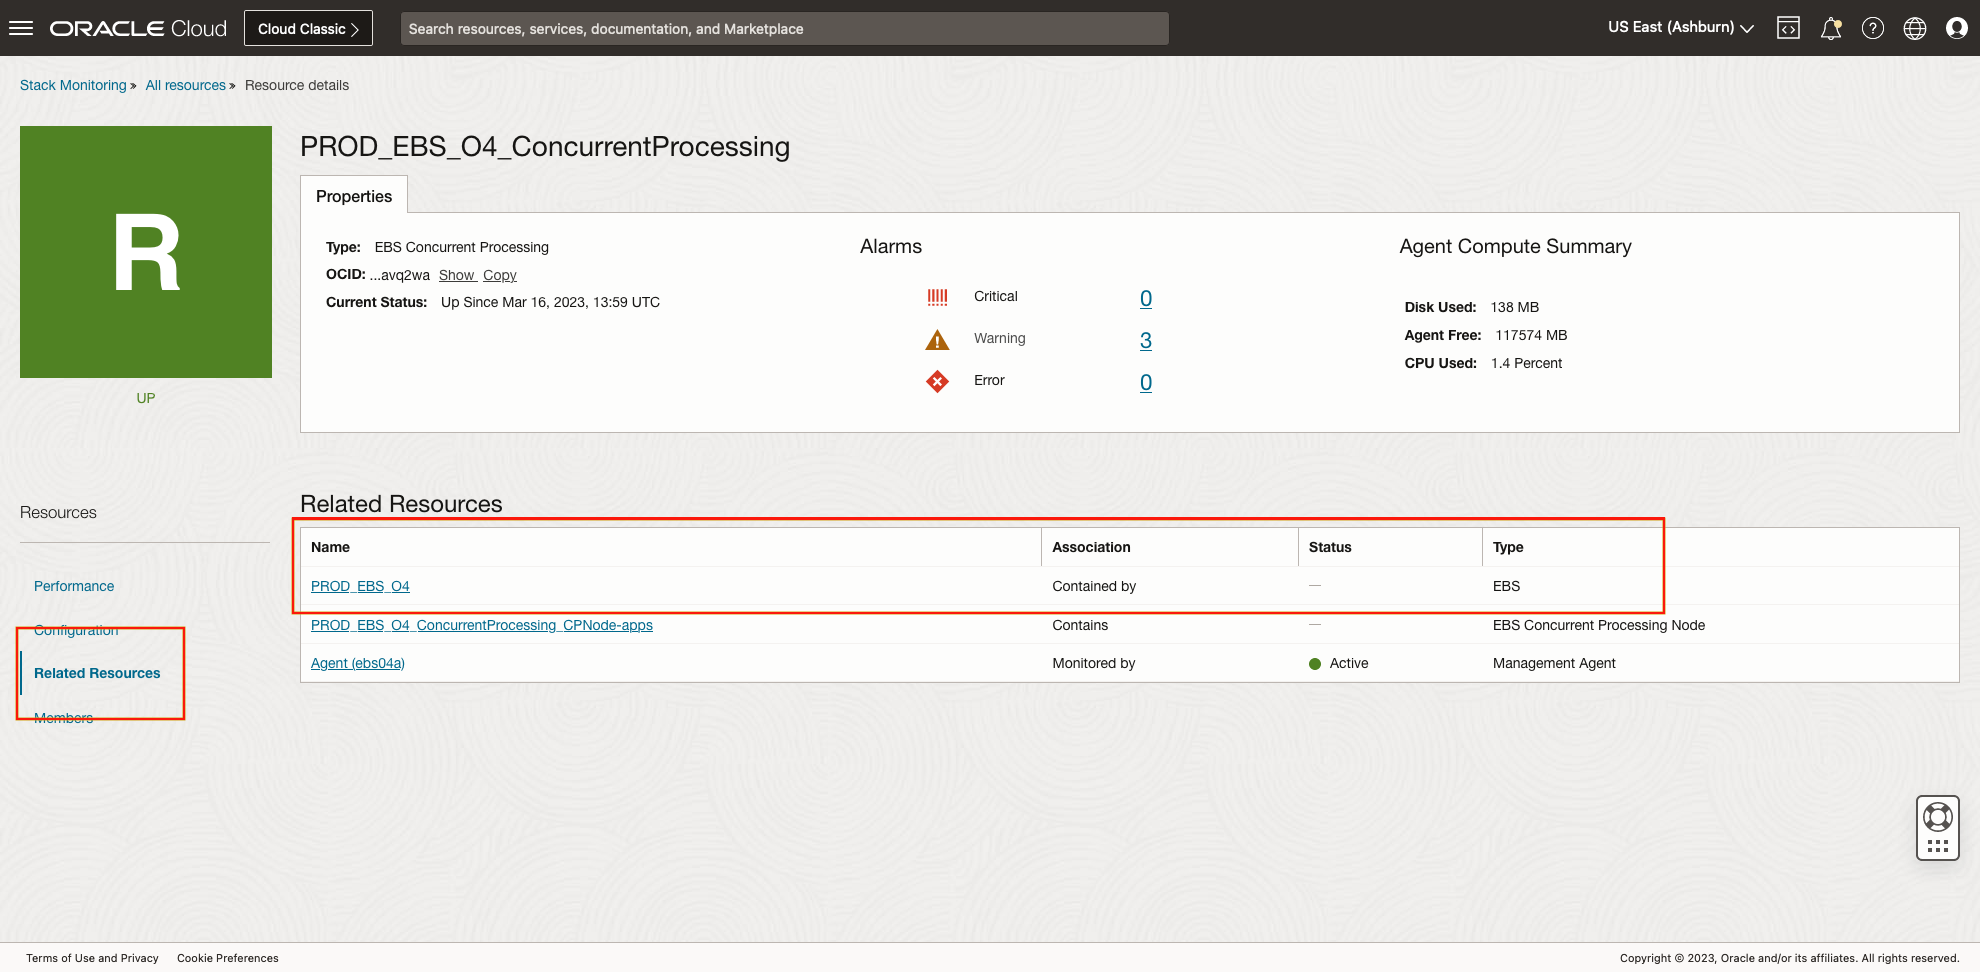 ORACLE Cloud
Cloud Classic
Search resources, services, documentation, and Marketplace
US East (Ashburn)
Stack Monitoring » All resources » Resource details
R
UP
PROD_EBS_O4_ConcurrentProcessing
Properties
Type: EBS Concurrent Processing
OCID: ...avq2wa Show Copy
Current Status: Up Since Mar 16, 2023, 13:59 UTC
Alarms
Critical 0
Warning 3
Error 0
Agent Compute Summary
Disk Used: 138 MB
Agent Free: 117574 MB
CPU Used: 1.4 Percent
Resources
Performance
Configuration
Related Resources
Members
Related Resources
Name Association Status Type
PROD_EBS_O4 Contained by — EBS
PROD_EBS_O4_ConcurrentProcessing_CPNode-apps Contains — EBS Concurrent Processing Node
Agent (ebs04a) Monitored by Active Management Agent
Terms of Use and Privacy Cookie Preferences
Copyright © 2023, Oracle and/or its affiliates. All rights reserved.